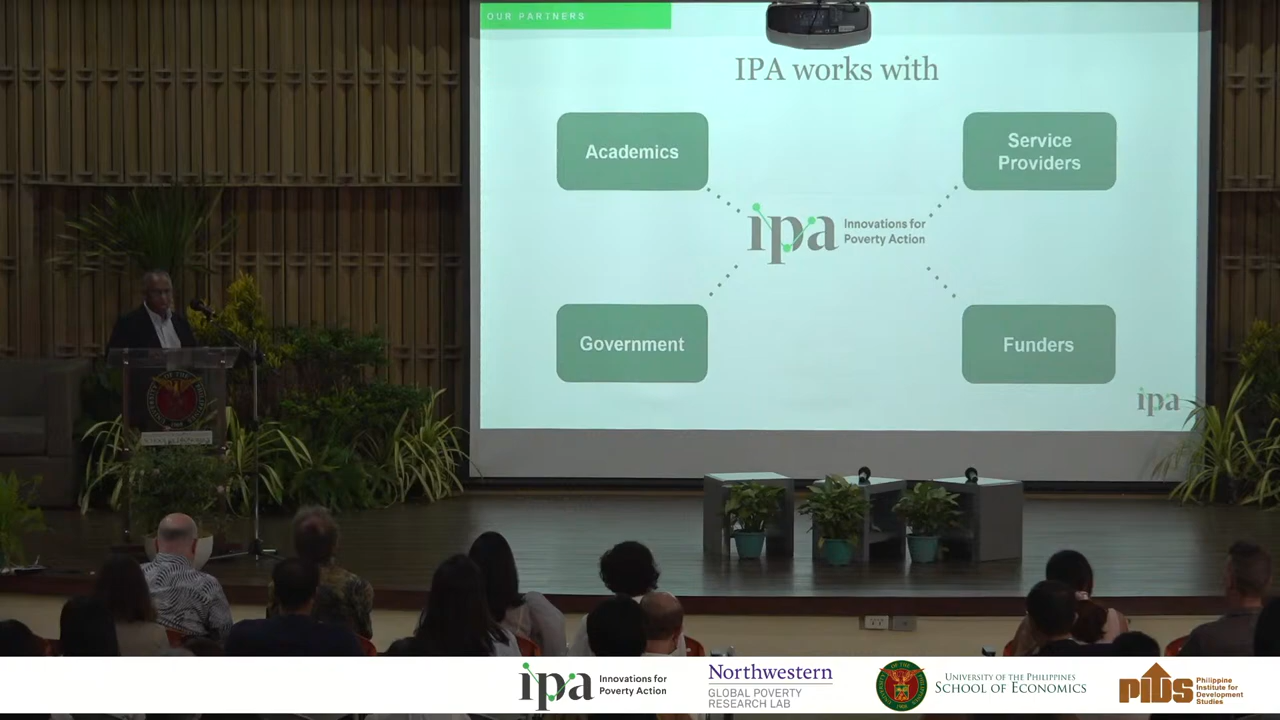 OUR PARTNERS
IPA works with
Academics
Service
Providers
ipa
Innovations for
Poverty Action
Government
Funders
ipa
ipa
Innovations for
Poverty Action
Northwestern
GLOBAL POVERTY
RESEARCH LAB
UNIVERSITY OF THE PHILIPPINES
SCHOOL OF ECONOMICS
PIDS
Philippine
Institute for
Development
Studies